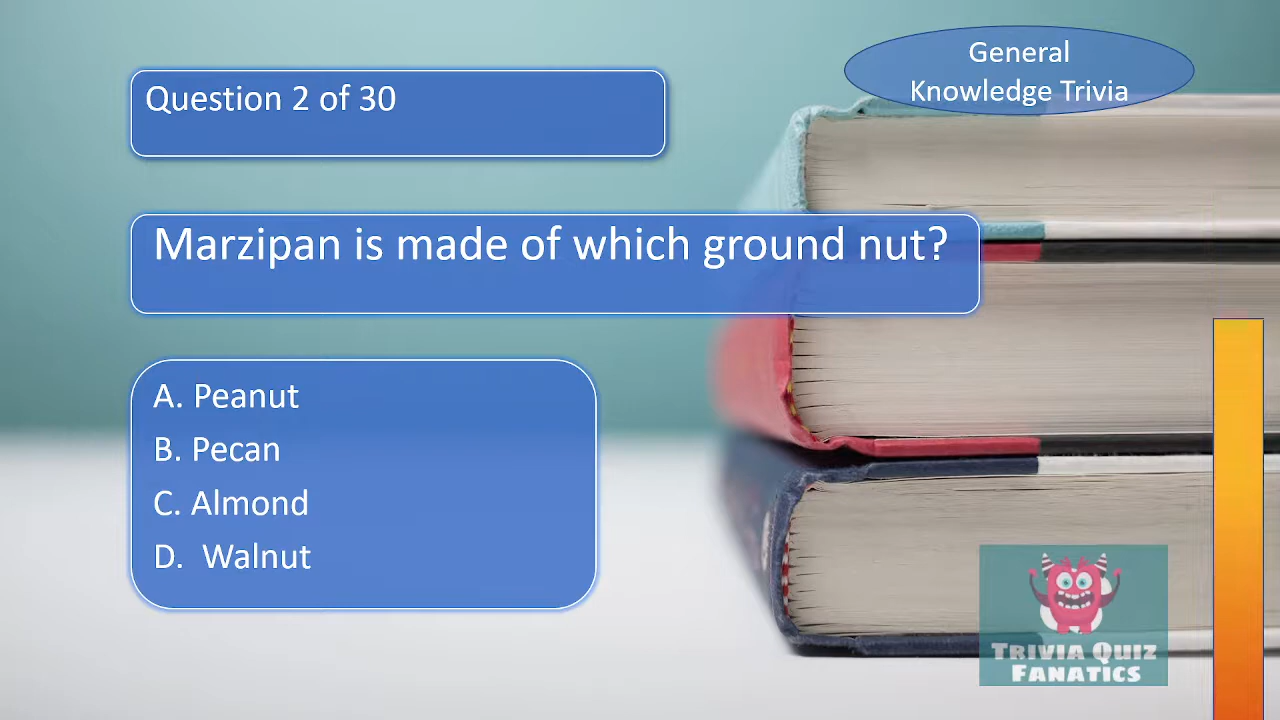 General
Knowledge Trivia
Question 2 of 30
Marzipan is made of which ground nut?
A. Peanut
B. Pecan
C. Almond
D. Walnut
TRIVIA QUIZ
FANATICS